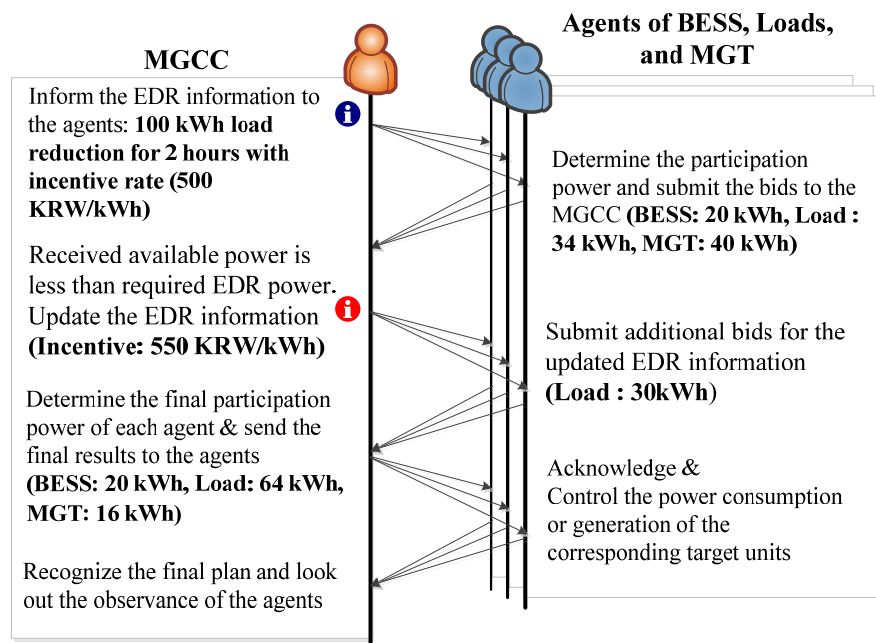 MGCC
Inform the EDR information to
the agents: 100 kWh load
reduction for 2 hours with
incentive rate (500
KRW/kWh)
Received available power is
less than required EDR power.
Update the EDR information
(Incentive: 550 KRW/kWh)
Determine the final participation
power of each agent & send the
final results to the agents
(BESS: 20 kWh, Load: 64 kWh,
MGT: 16 kWh)
Recognize the final plan and look
out the observance of the agents
i
i
Agents of BESS, Loads,
and MGT
Determine the participation
power and submit the bids to the
MGCC (BESS: 20 kWh, Load :
34 kWh, MGT: 40 kWh)
Submit additional bids for the
updated EDR information
(Load : 30kWh)
Acknowledge &
Control the power consumption
or generation of the
corresponding target units